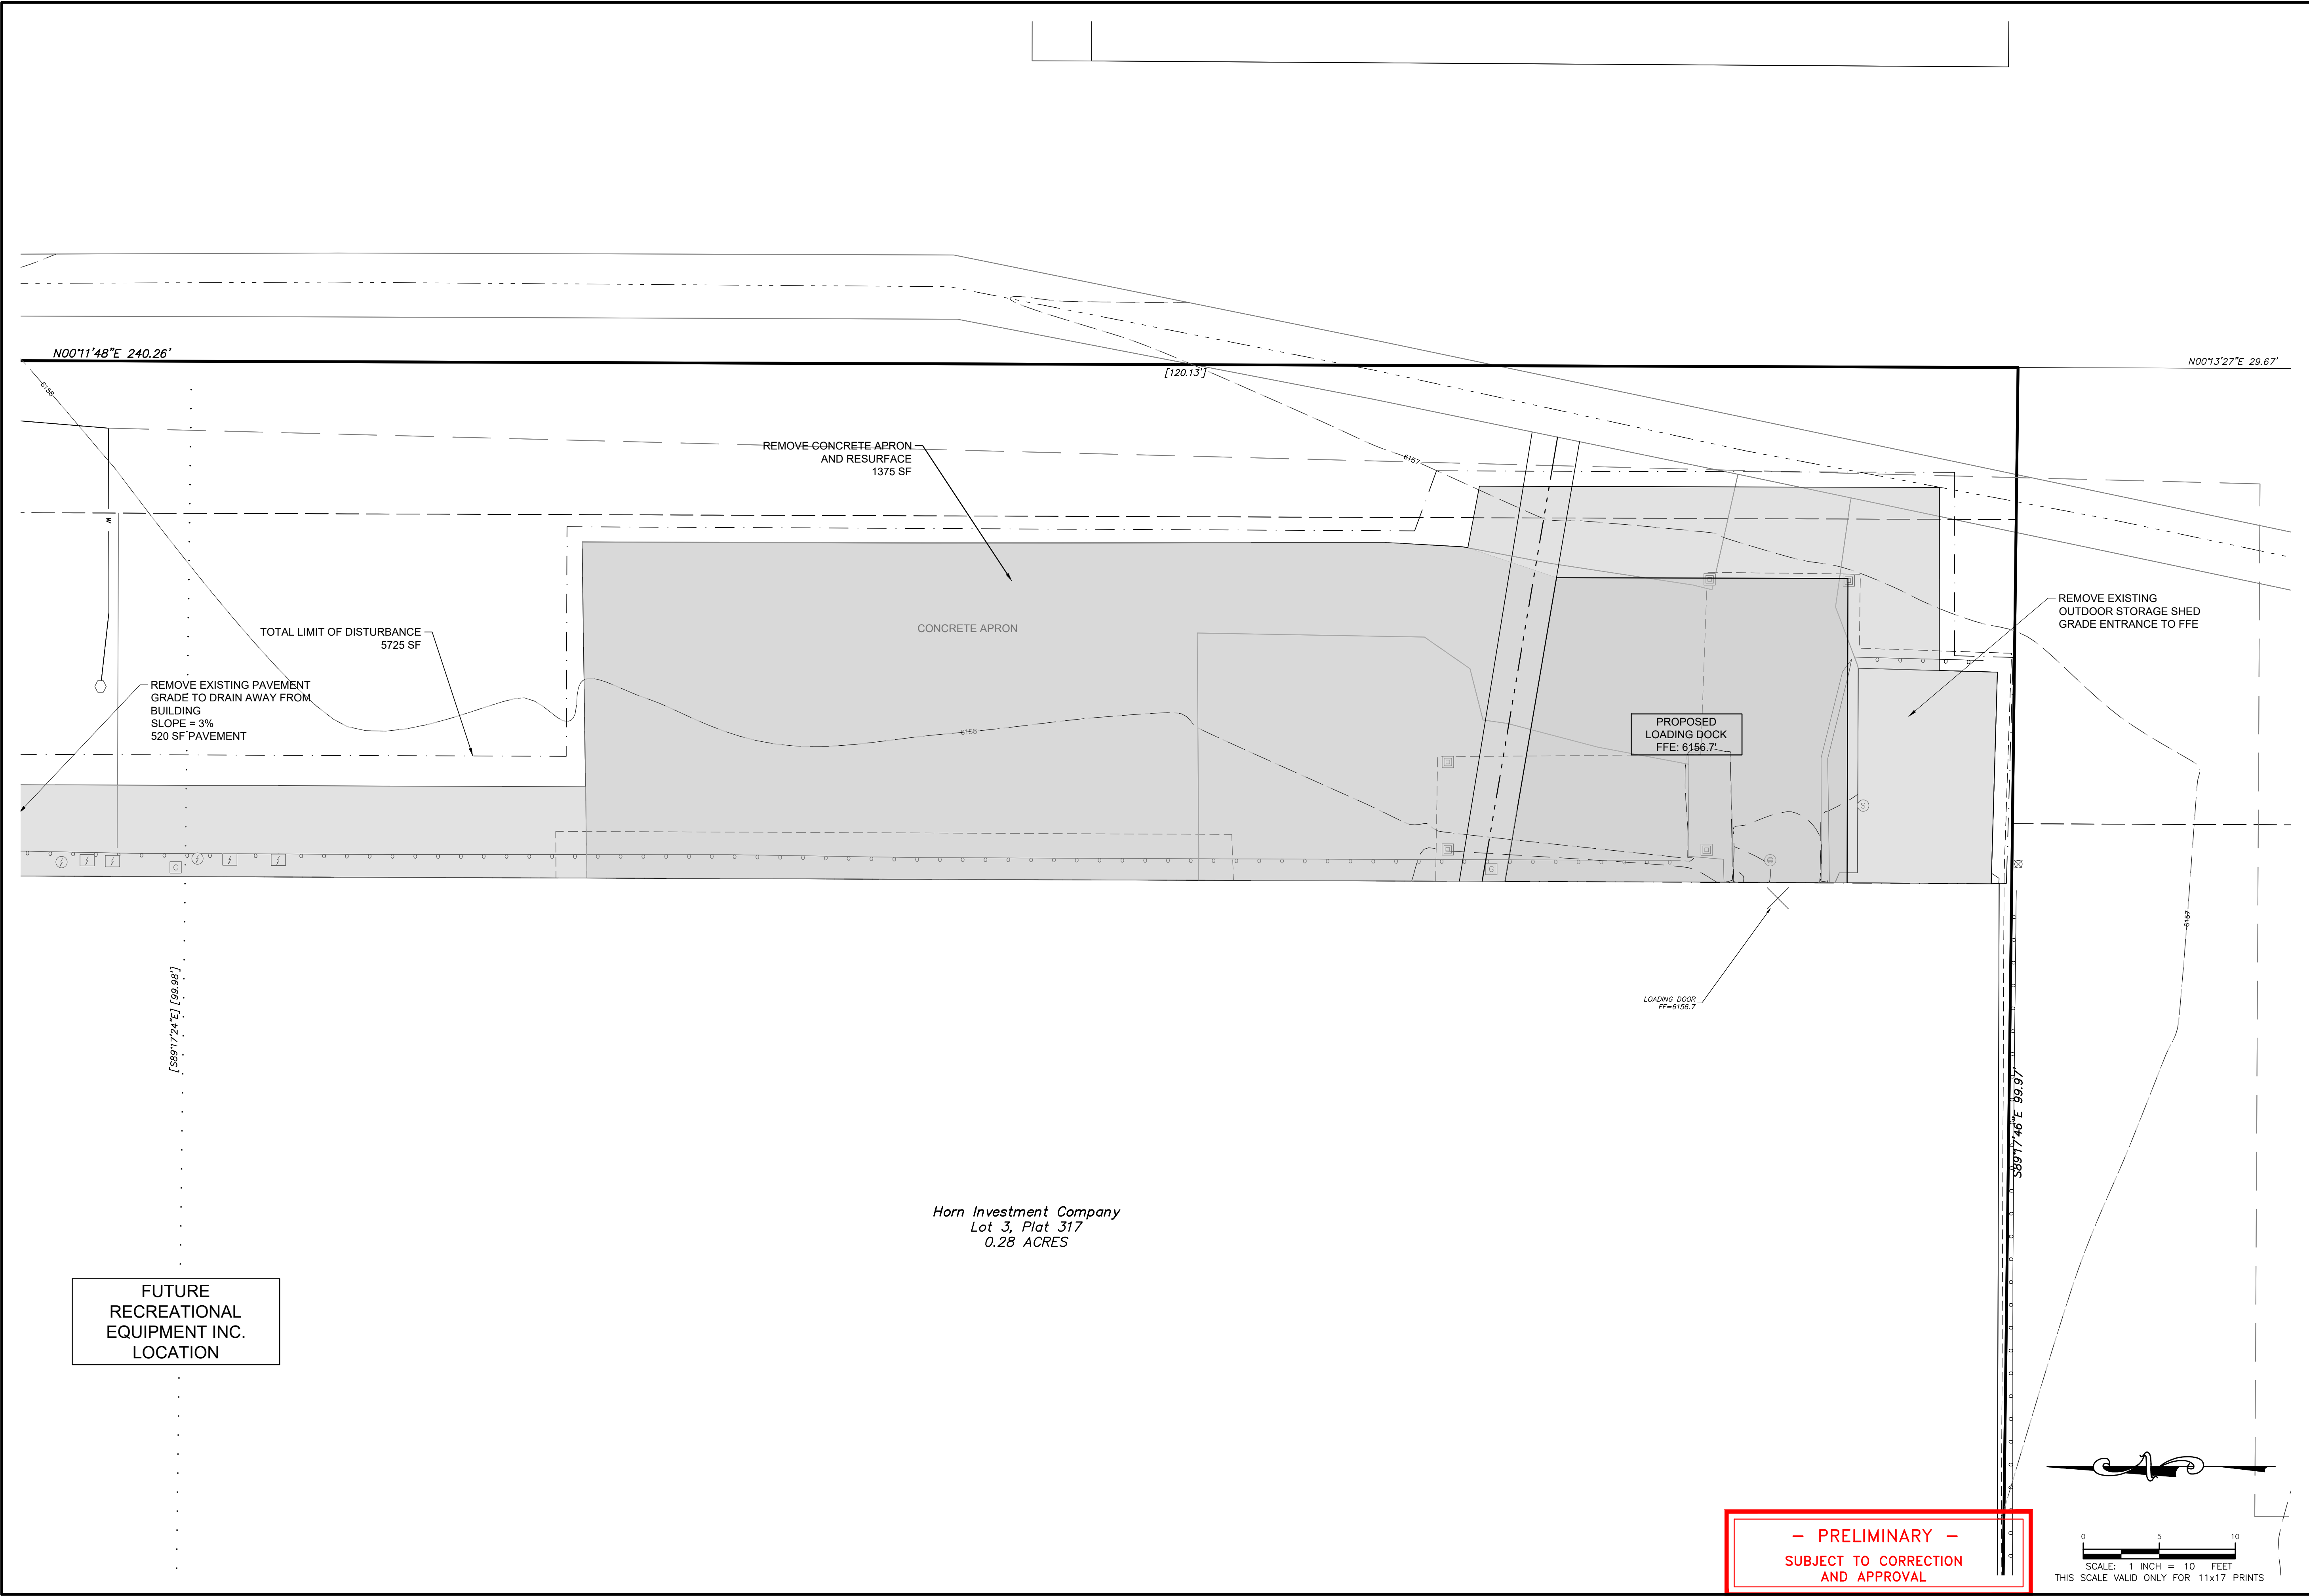 N00°11'48"E 240.26'
[120.13']
N00°13'27"E 29.67'
6158
6157
REMOVE CONCRETE APRON
AND RESURFACE
1375 SF
W
CONCRETE APRON
TOTAL LIMIT OF DISTURBANCE
5725 SF
REMOVE EXISTING
OUTDOOR STORAGE SHED
GRADE ENTRANCE TO FFE
REMOVE EXISTING PAVEMENT
GRADE TO DRAIN AWAY FROM
BUILDING
SLOPE = 3%
520 SF PAVEMENT
PROPOSED
LOADING DOCK
FFE: 6156.7'
S
C
G
6157
[S89°17'24"E] [99.98']
LOADING DOOR
FF=6156.7
S89°17'46"E 99.97'
Horn Investment Company
Lot 3, Plat 317
0.28 ACRES
FUTURE
RECREATIONAL
EQUIPMENT INC.
LOCATION
N
– PRELIMINARY –
SUBJECT TO CORRECTION
AND APPROVAL
0 5 10
SCALE: 1 INCH = 10 FEET
THIS SCALE VALID ONLY FOR 11x17 PRINTS